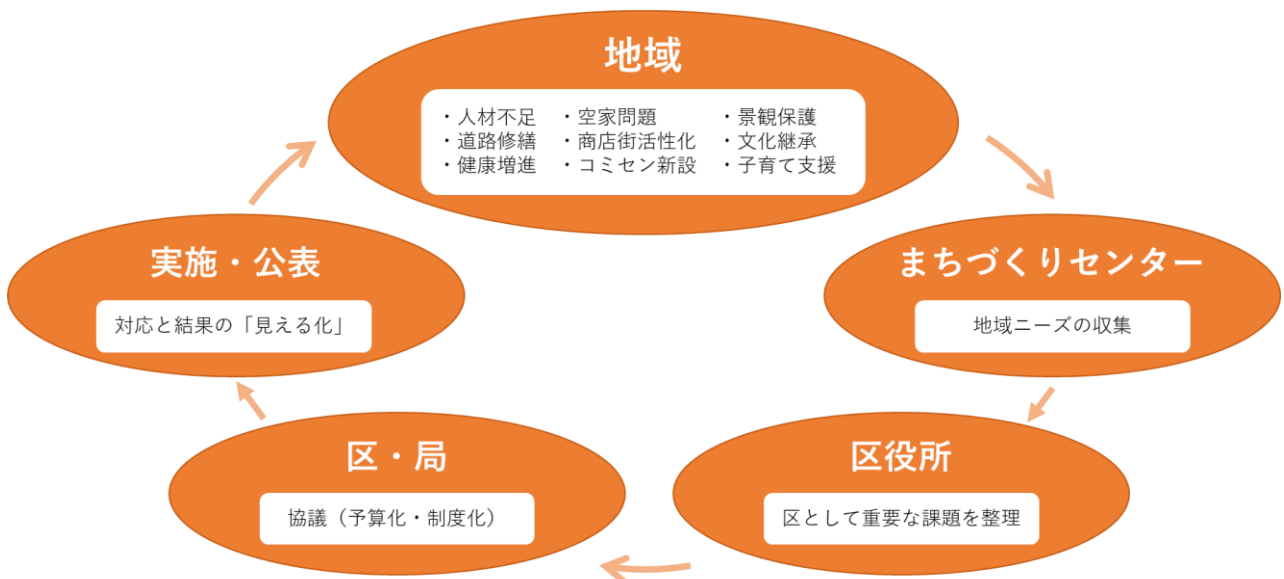 地域
・人材不足 ・空家問題 ・景観保護
・道路修繕 ・商店街活性化 ・文化継承
・健康増進 ・コミセン新設 ・子育て支援
まちづくりセンター
地域ニーズの収集
区役所
区として重要な課題を整理
区・局
協議（予算化・制度化）
実施・公表
対応と結果の「見える化」